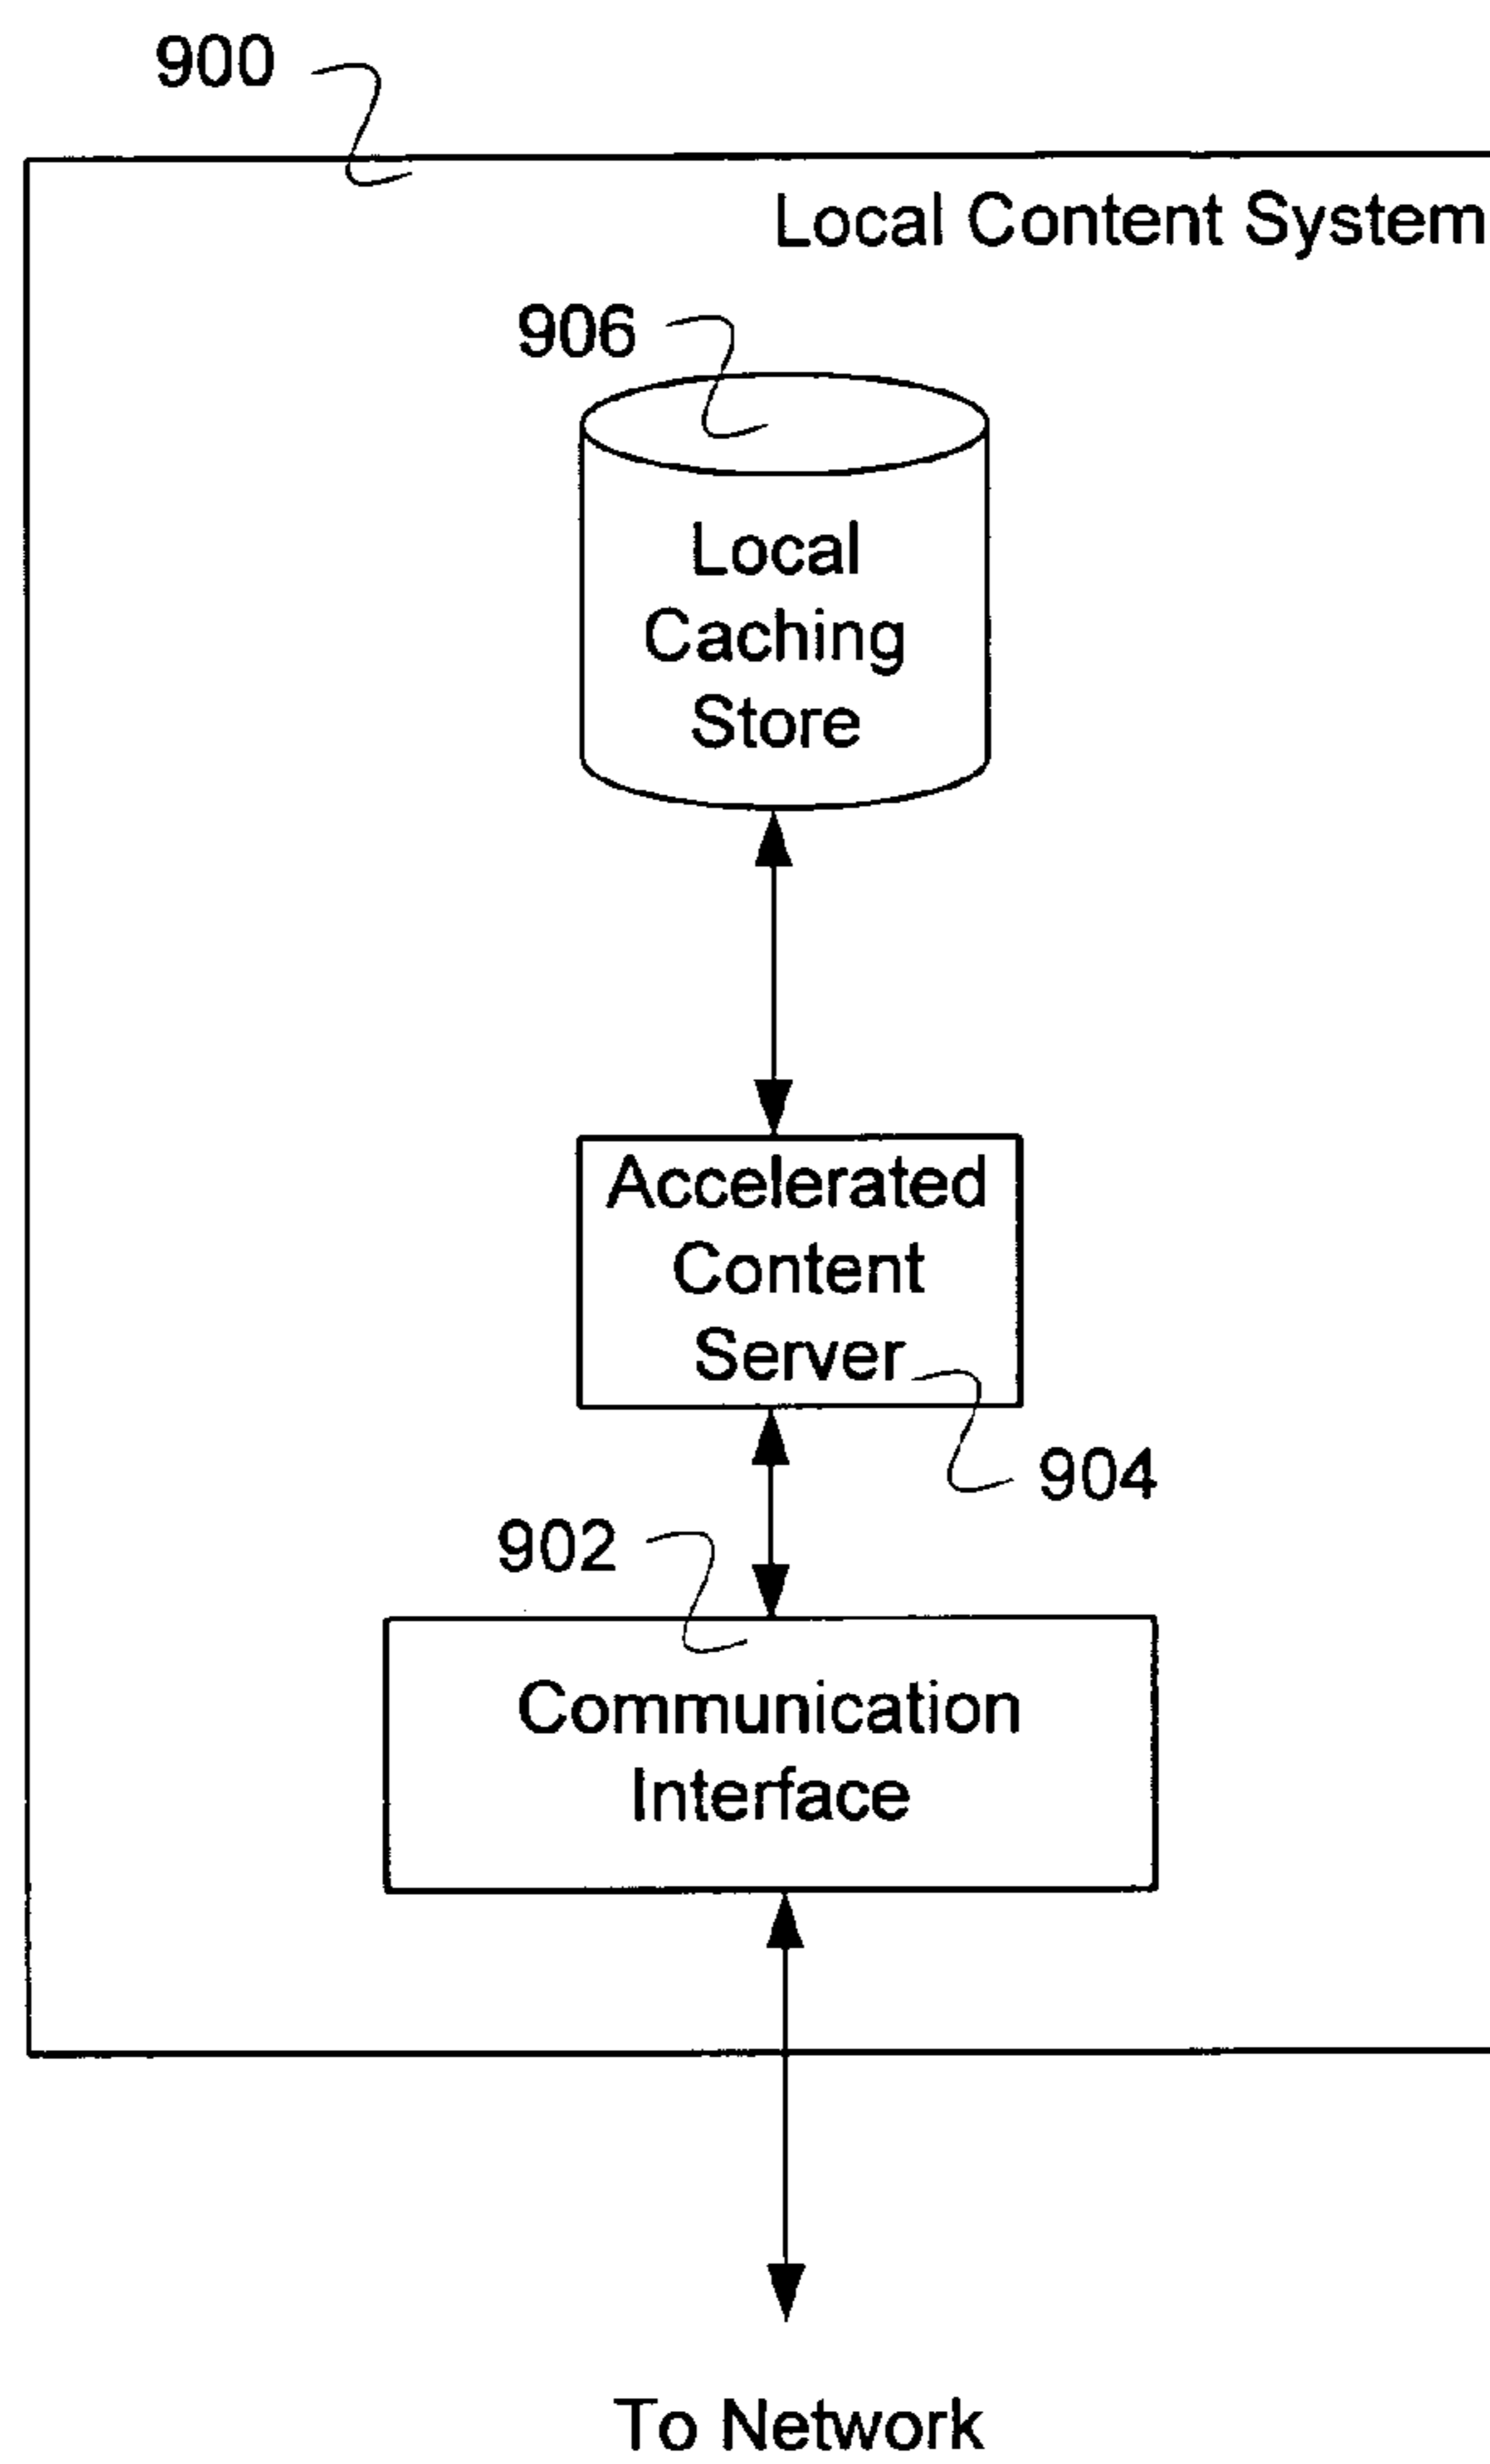 900
Local Content System
906
Local
Caching
Store
Accelerated
Content
Server
904
902
Communication
Interface
To Network